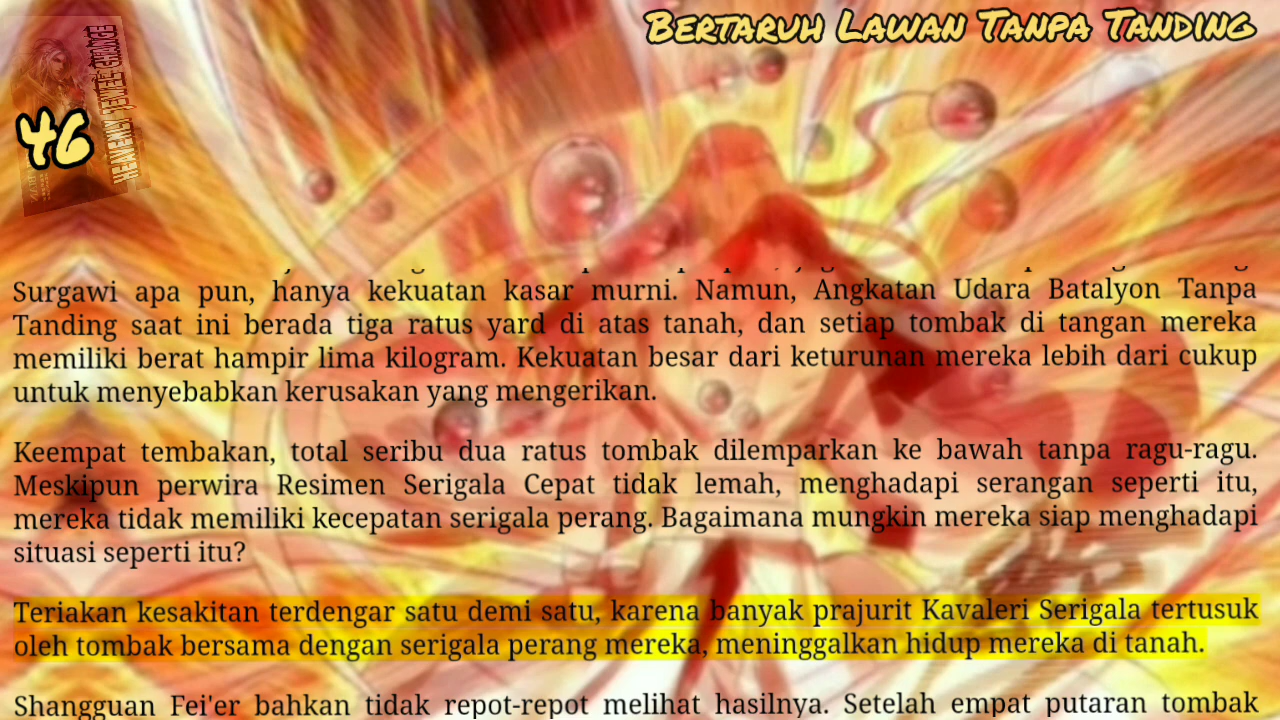 Bertaruh Lawan Tanpa Tanding
HEAVENLY JEWEL CHANGE
46
Surgawi apa pun, hanya kekuatan kasar murni. Namun, Angkatan Udara Batalyon Tanpa
Tanding saat ini berada tiga ratus yard di atas tanah, dan setiap tombak di tangan mereka
memiliki berat hampir lima kilogram. Kekuatan besar dari keturunan mereka lebih dari cukup
untuk menyebabkan kerusakan yang mengerikan.
Keempat tembakan, total seribu dua ratus tombak dilemparkan ke bawah tanpa ragu-ragu.
Meskipun perwira Resimen Serigala Cepat tidak lemah, menghadapi serangan seperti itu,
mereka tidak memiliki kecepatan serigala perang. Bagaimana mungkin mereka siap menghadapi
situasi seperti itu?
Teriakan kesakitan terdengar satu demi satu, karena banyak prajurit Kavaleri Serigala tertusuk
oleh tombak bersama dengan serigala perang mereka, meninggalkan hidup mereka di tanah.
Shangguan Fei'er bahkan tidak repot-repot melihat hasilnya. Setelah empat putaran tombak